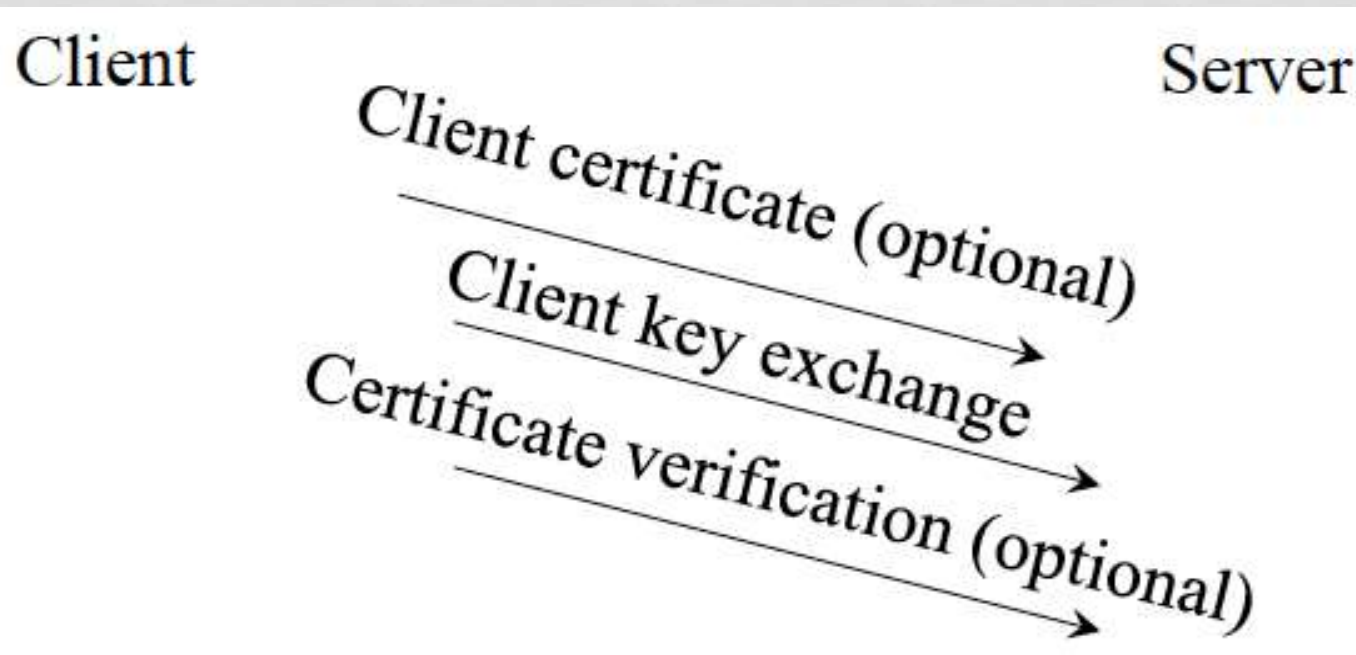 Client
Server
Client certificate (optional)
Client key exchange
Certificate verification (optional)